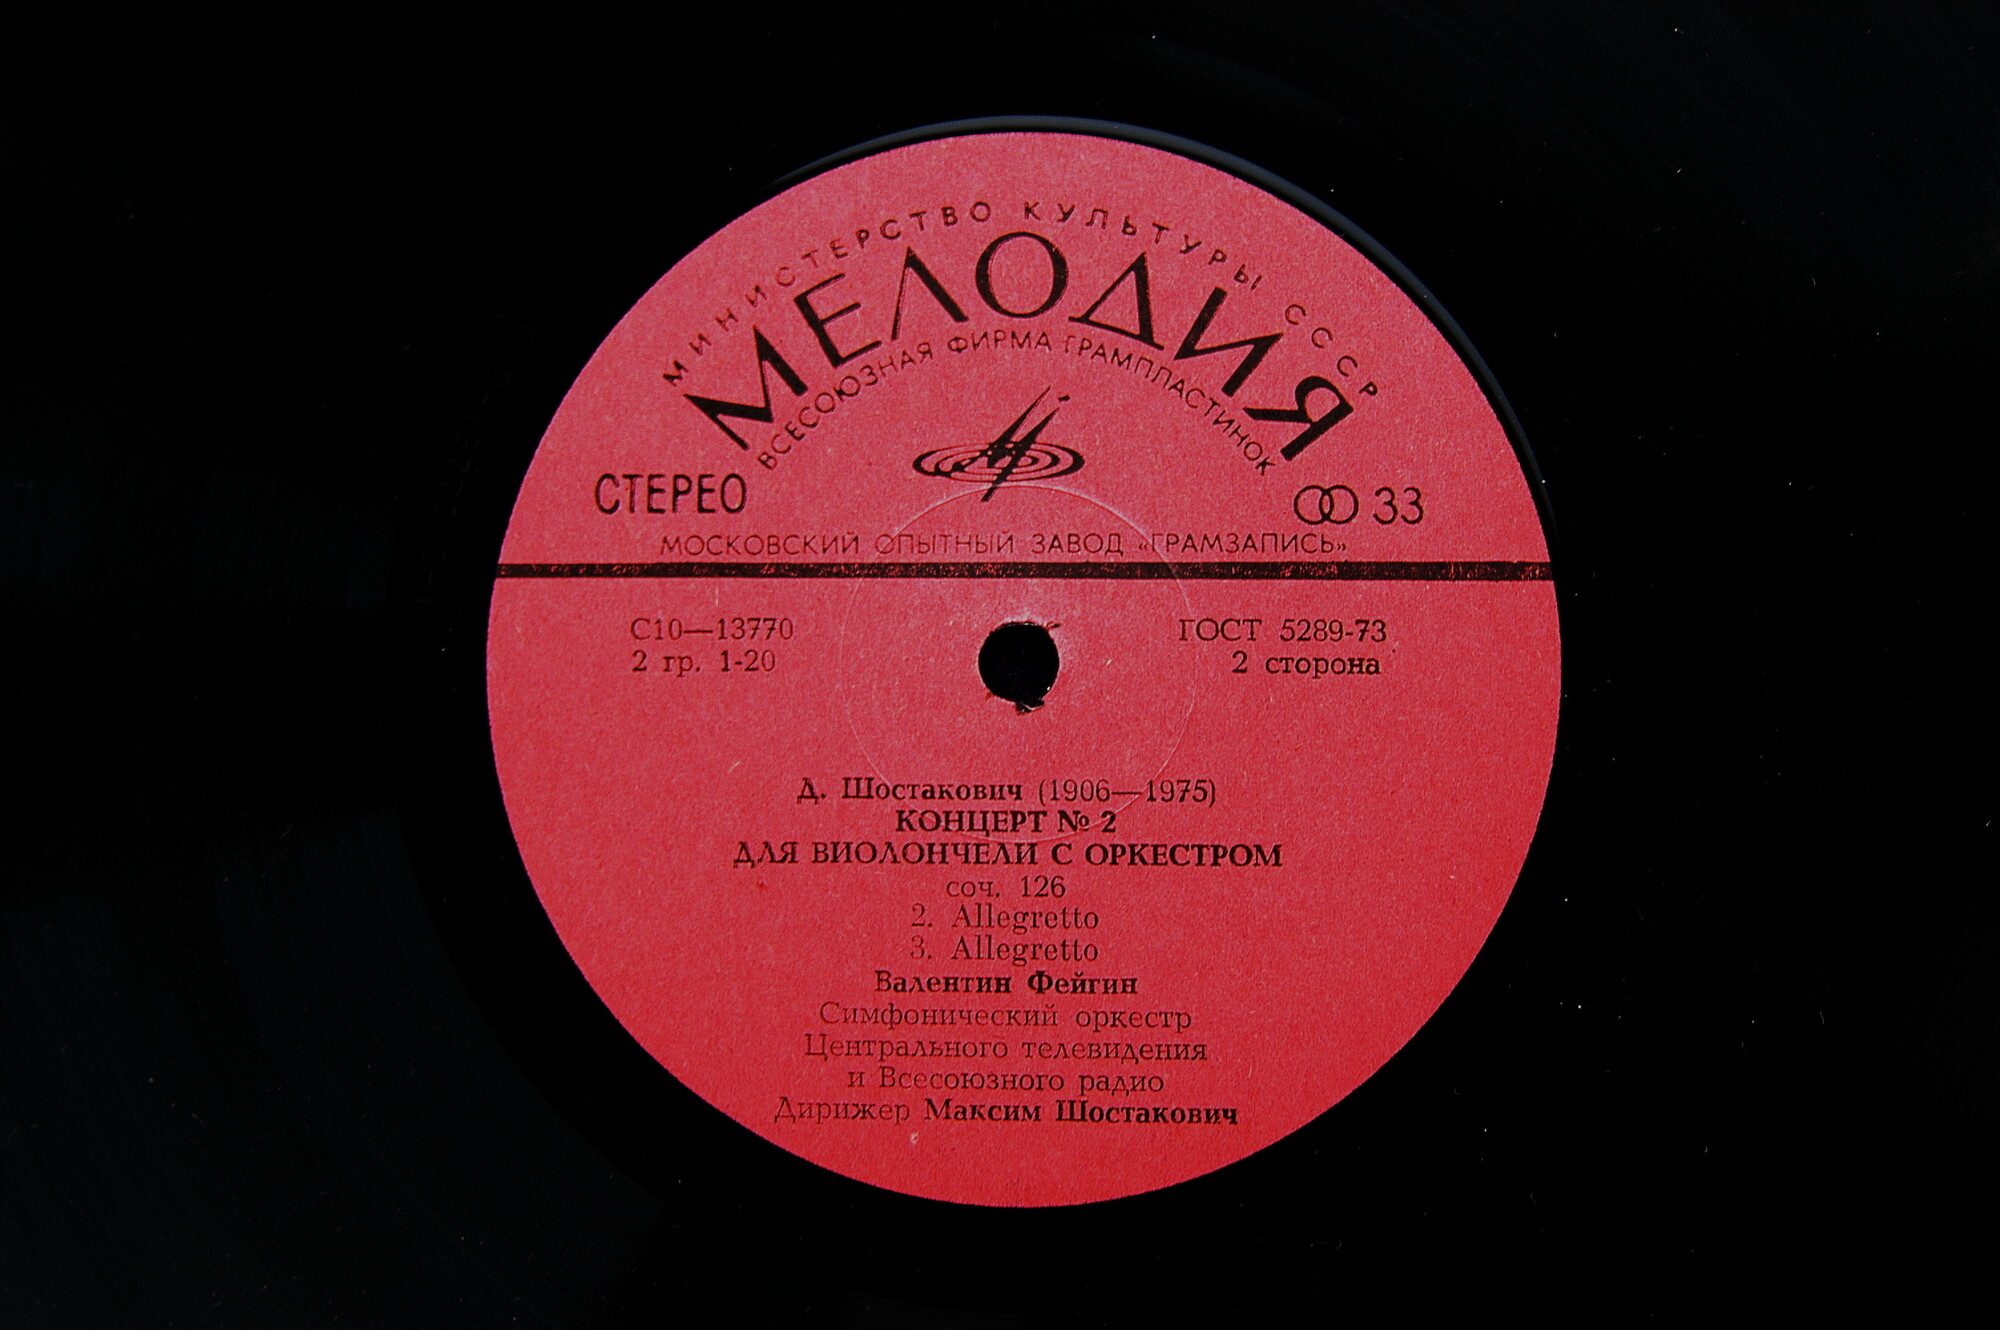 МИНИСТЕРСТВО КУЛЬТУРЫ СССР
МЕЛОДИЯ
ВСЕСОЮЗНАЯ ФИРМА ГРАМПЛАСТИНОК
СТЕРЕО
33
МОСКОВСКИЙ ОПЫТНЫЙ ЗАВОД «ГРАМЗАПИСЬ»
С10—13770
ГОСТ 5289-73
2 гр. 1-20
2 сторона
Д. Шостакович (1906—1975)
КОНЦЕРТ № 2
ДЛЯ ВИОЛОНЧЕЛИ С ОРКЕСТРОМ
соч. 126
2. Allegretto
3. Allegretto
Валентин Фейгин
Симфонический оркестр
Центрального телевидения
и Всесоюзного радио
Дирижер Максим Шостакович